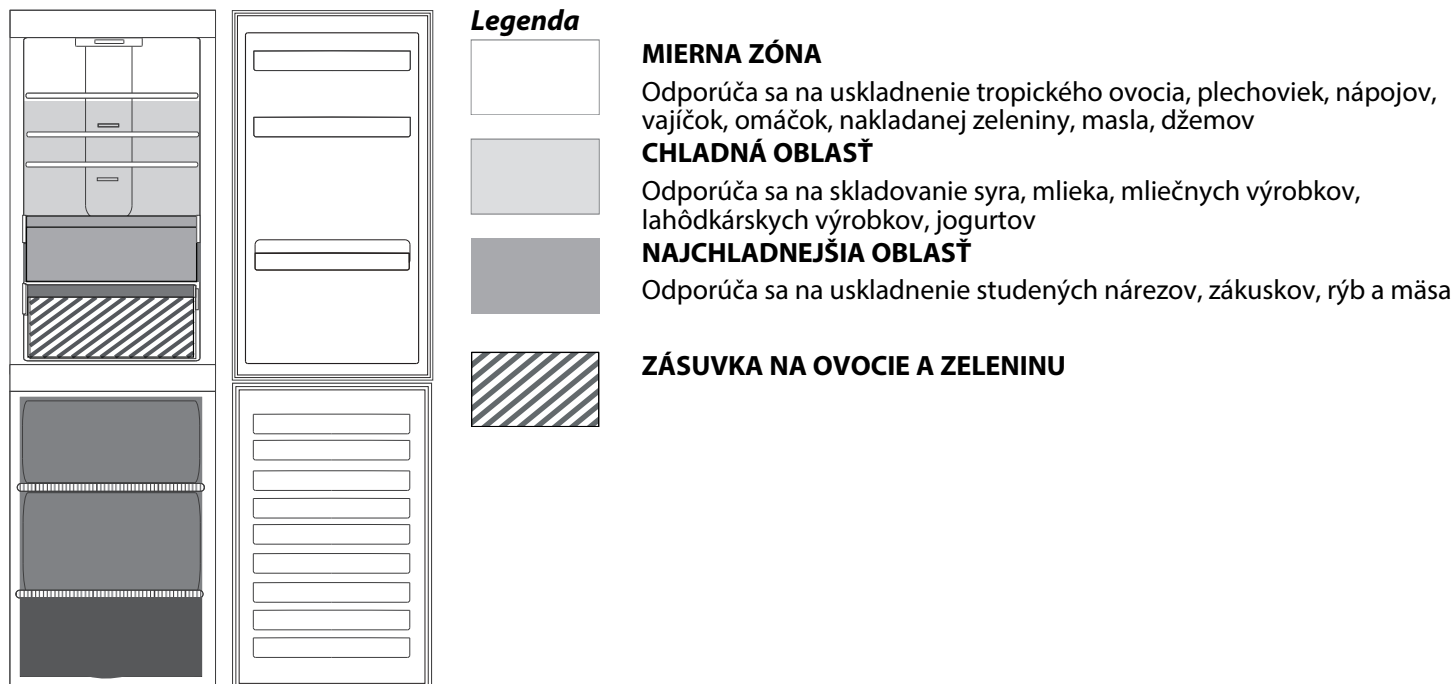 Legenda
MIERNA ZÓNA
Odporúča sa na uskladnenie tropického ovocia, plechoviek, nápojov,
vajíčok, omáčok, nakladanej zeleniny, masla, džemov
CHLADNÁ OBLASŤ
Odporúča sa na skladovanie syra, mlieka, mliečnych výrobkov,
lahôdkárskych výrobkov, jogurtov
NAJCHLADNEJŠIA OBLASŤ
Odporúča sa na uskladnenie studených nárezov, zákuskov, rýb a mäsa
ZÁSUVKA NA OVOCIE A ZELENINU